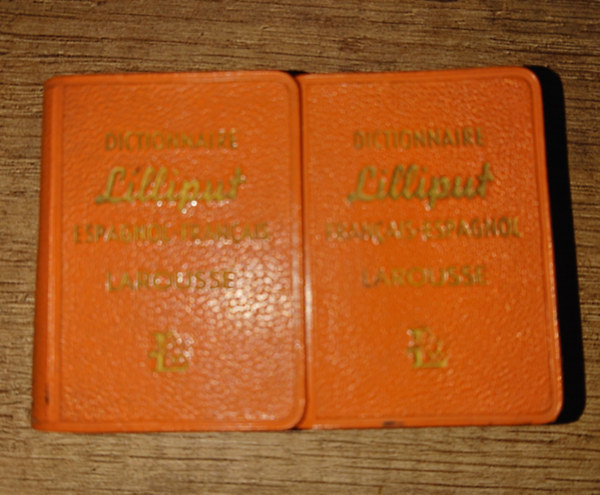 DICTIONNAIRE
Lilliput
ESPAGNOL-FRANÇAIS
LAROUSSE
DICTIONNAIRE
Lilliput
FRANÇAIS-ESPAGNOL
LAROUSSE